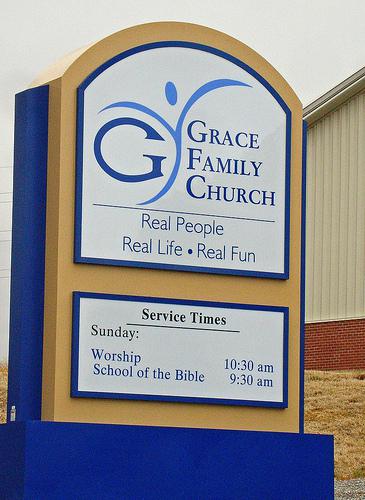 G
GRACE
FAMILY
CHURCH
Real People
Real Life • Real Fun
Service Times
Sunday:
Worship 10:30 am
School of the Bible 9:30 am